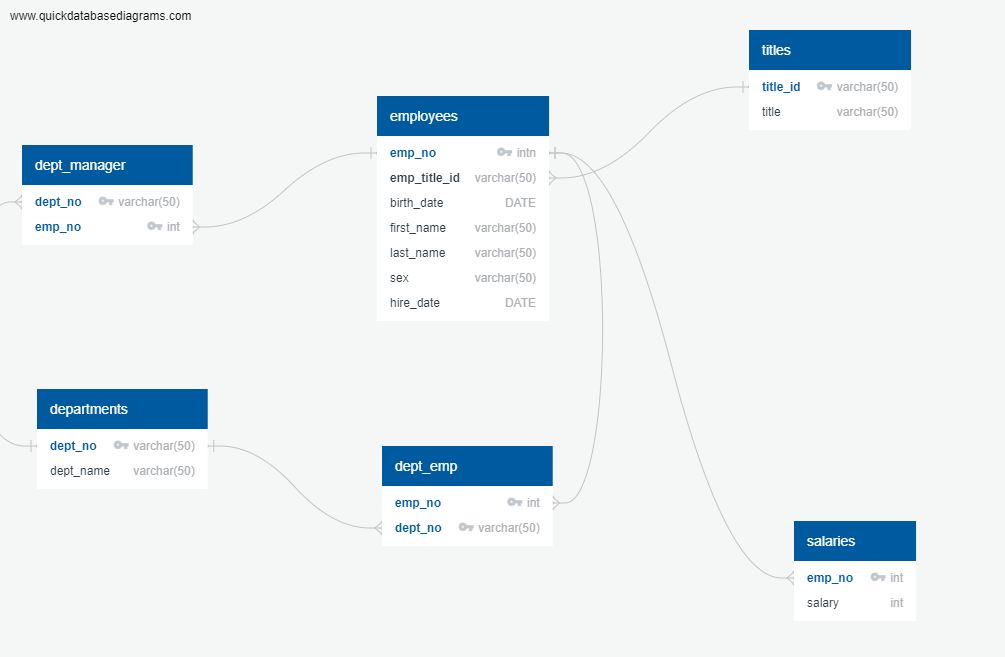 www.quickdatabasediagrams.com
titles
title_id varchar(50)
title varchar(50)
employees
emp_no intn
emp_title_id varchar(50)
birth_date DATE
first_name varchar(50)
last_name varchar(50)
sex varchar(50)
hire_date DATE
dept_manager
dept_no varchar(50)
emp_no int
departments
dept_no varchar(50)
dept_name varchar(50)
dept_emp
emp_no int
dept_no varchar(50)
salaries
emp_no int
salary int